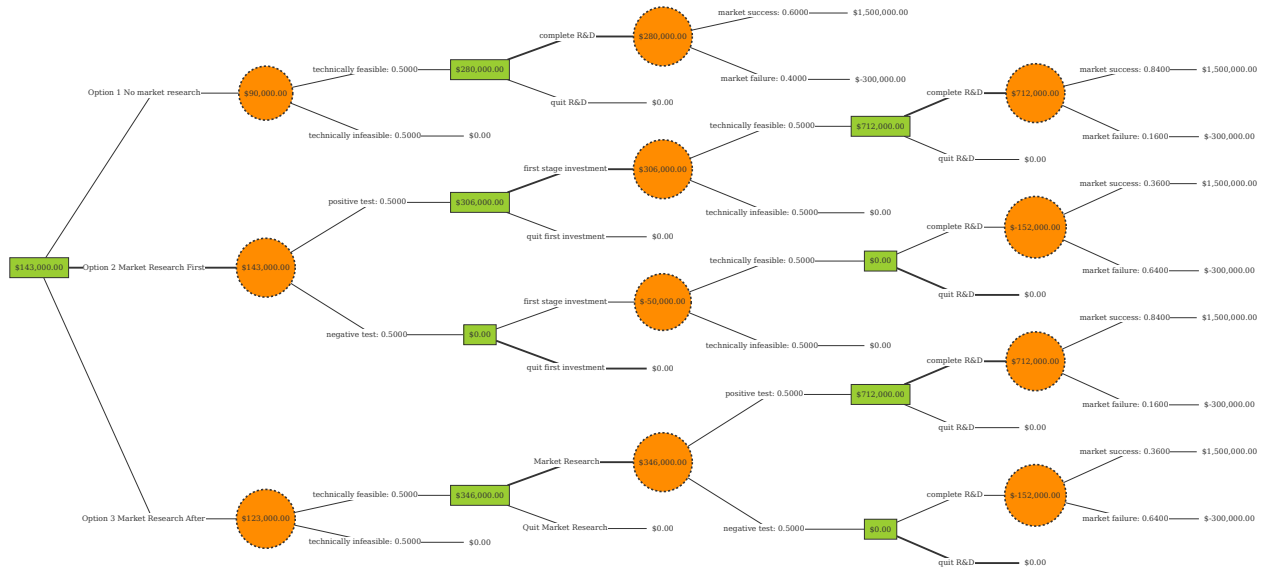 market success: 0.6000 $1,500,000.00
complete R&D $280,000.00
technically feasible: 0.5000 $280,000.00 market success: 0.8400 $1,500,000.00
market failure: 0.4000 $-300,000.00
Option 1 No market research $90,000.00 complete R&D $712,000.00
quit R&D $0.00
technically feasible: 0.5000 $712,000.00
technically infeasible: 0.5000 $0.00 market failure: 0.1600 $-300,000.00
quit R&D $0.00
first stage investment $306,000.00
market success: 0.3600 $1,500,000.00
positive test: 0.5000 $306,000.00
technically infeasible: 0.5000 $0.00
complete R&D $-152,000.00
quit first investment $0.00
technically feasible: 0.5000 $0.00
$143,000.00 Option 2 Market Research First $143,000.00
market failure: 0.6400 $-300,000.00
quit R&D $0.00
first stage investment $-50,000.00
market success: 0.8400 $1,500,000.00
negative test: 0.5000 $0.00
technically infeasible: 0.5000 $0.00
complete R&D $712,000.00
quit first investment $0.00
positive test: 0.5000 $712,000.00
market failure: 0.1600 $-300,000.00
quit R&D $0.00
market success: 0.3600 $1,500,000.00
Market Research $346,000.00
technically feasible: 0.5000 $346,000.00 complete R&D $-152,000.00
Option 3 Market Research After $123,000.00 market failure: 0.6400 $-300,000.00
Quit Market Research $0.00 negative test: 0.5000 $0.00
technically infeasible: 0.5000 $0.00
quit R&D $0.00